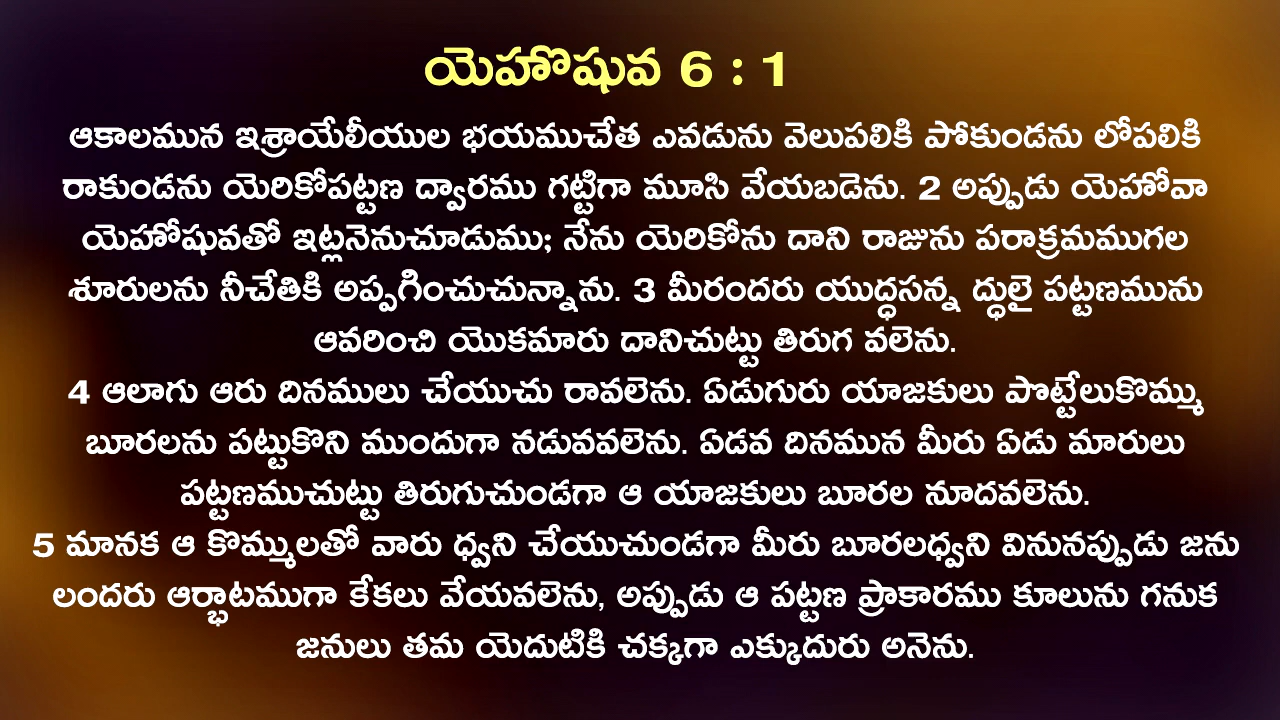 యెహొషువ 6 : 1
ఆకాలమున ఇశ్రాయేలీయుల భయముచేత ఎవడును వెలుపలికి పోకుండను లోపలికి
రాకుండను యెరికోపట్టణ ద్వారము గట్టిగా మూసి వేయబడెను. 2 అప్పుడు యెహోవా
యెహోషువతో ఇట్లనెనుచూడుము; నేను యెరికోను దాని రాజును పరాక్రమముగల
శూరులను నీచేతికి అప్పగించుచున్నాను. 3 మీరందరు యుద్ధసన్న ద్ధులై పట్టణమును
ఆవరించి యొకమారు దానిచుట్టు తిరుగ వలెను.
4 ఆలాగు ఆరు దినములు చేయుచు రావలెను. ఏడుగురు యాజకులు పొట్టేలుకొమ్ము
బూరలను పట్టుకొని ముందుగా నడువవలెను. ఏడవ దినమున మీరు ఏడు మారులు
పట్టణముచుట్టు తిరుగుచుండగా ఆ యాజకులు బూరల నూదవలెను.
5 మానక ఆ కొమ్ములతో వారు ధ్వని చేయుచుండగా మీరు బూరలధ్వని వినునప్పుడు జను
లందరు ఆర్భాటముగా కేకలు వేయవలెను, అప్పుడు ఆ పట్టణ ప్రాకారము కూలును గనుక
జనులు తమ యెదుటికి చక్కగా ఎక్కుదురు అనెను.